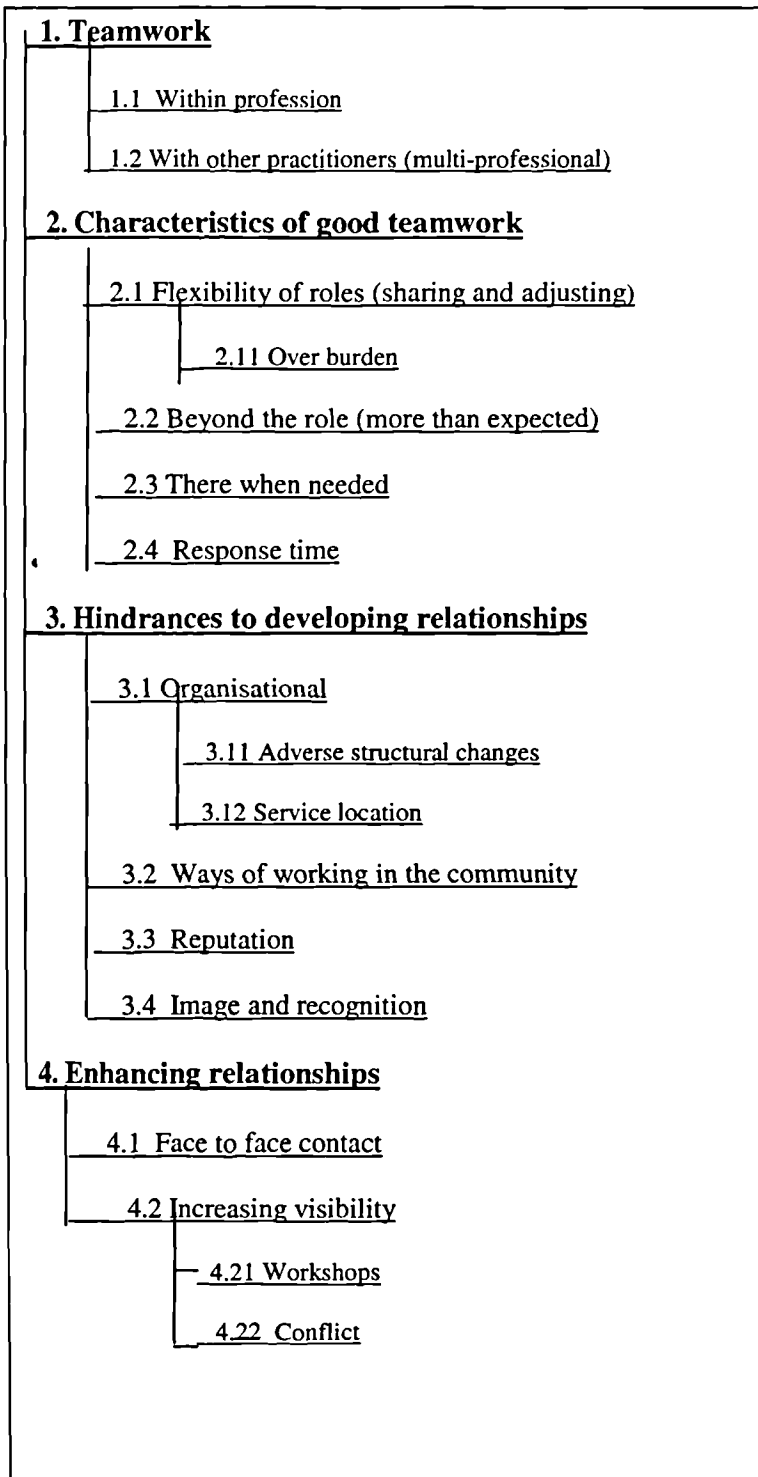 1. Teamwork
1.1 Within profession
1.2 With other practitioners (multi-professional)
2. Characteristics of good teamwork
2.1 Flexibility of roles (sharing and adjusting)
2.11 Over burden
2.2 Beyond the role (more than expected)
2.3 There when needed
2.4 Response time
3. Hindrances to developing relationships
3.1 Organisational
3.11 Adverse structural changes
3.12 Service location
3.2 Ways of working in the community
3.3 Reputation
3.4 Image and recognition
4. Enhancing relationships
4.1 Face to face contact
4.2 Increasing visibility
4.21 Workshops
4.22 Conflict